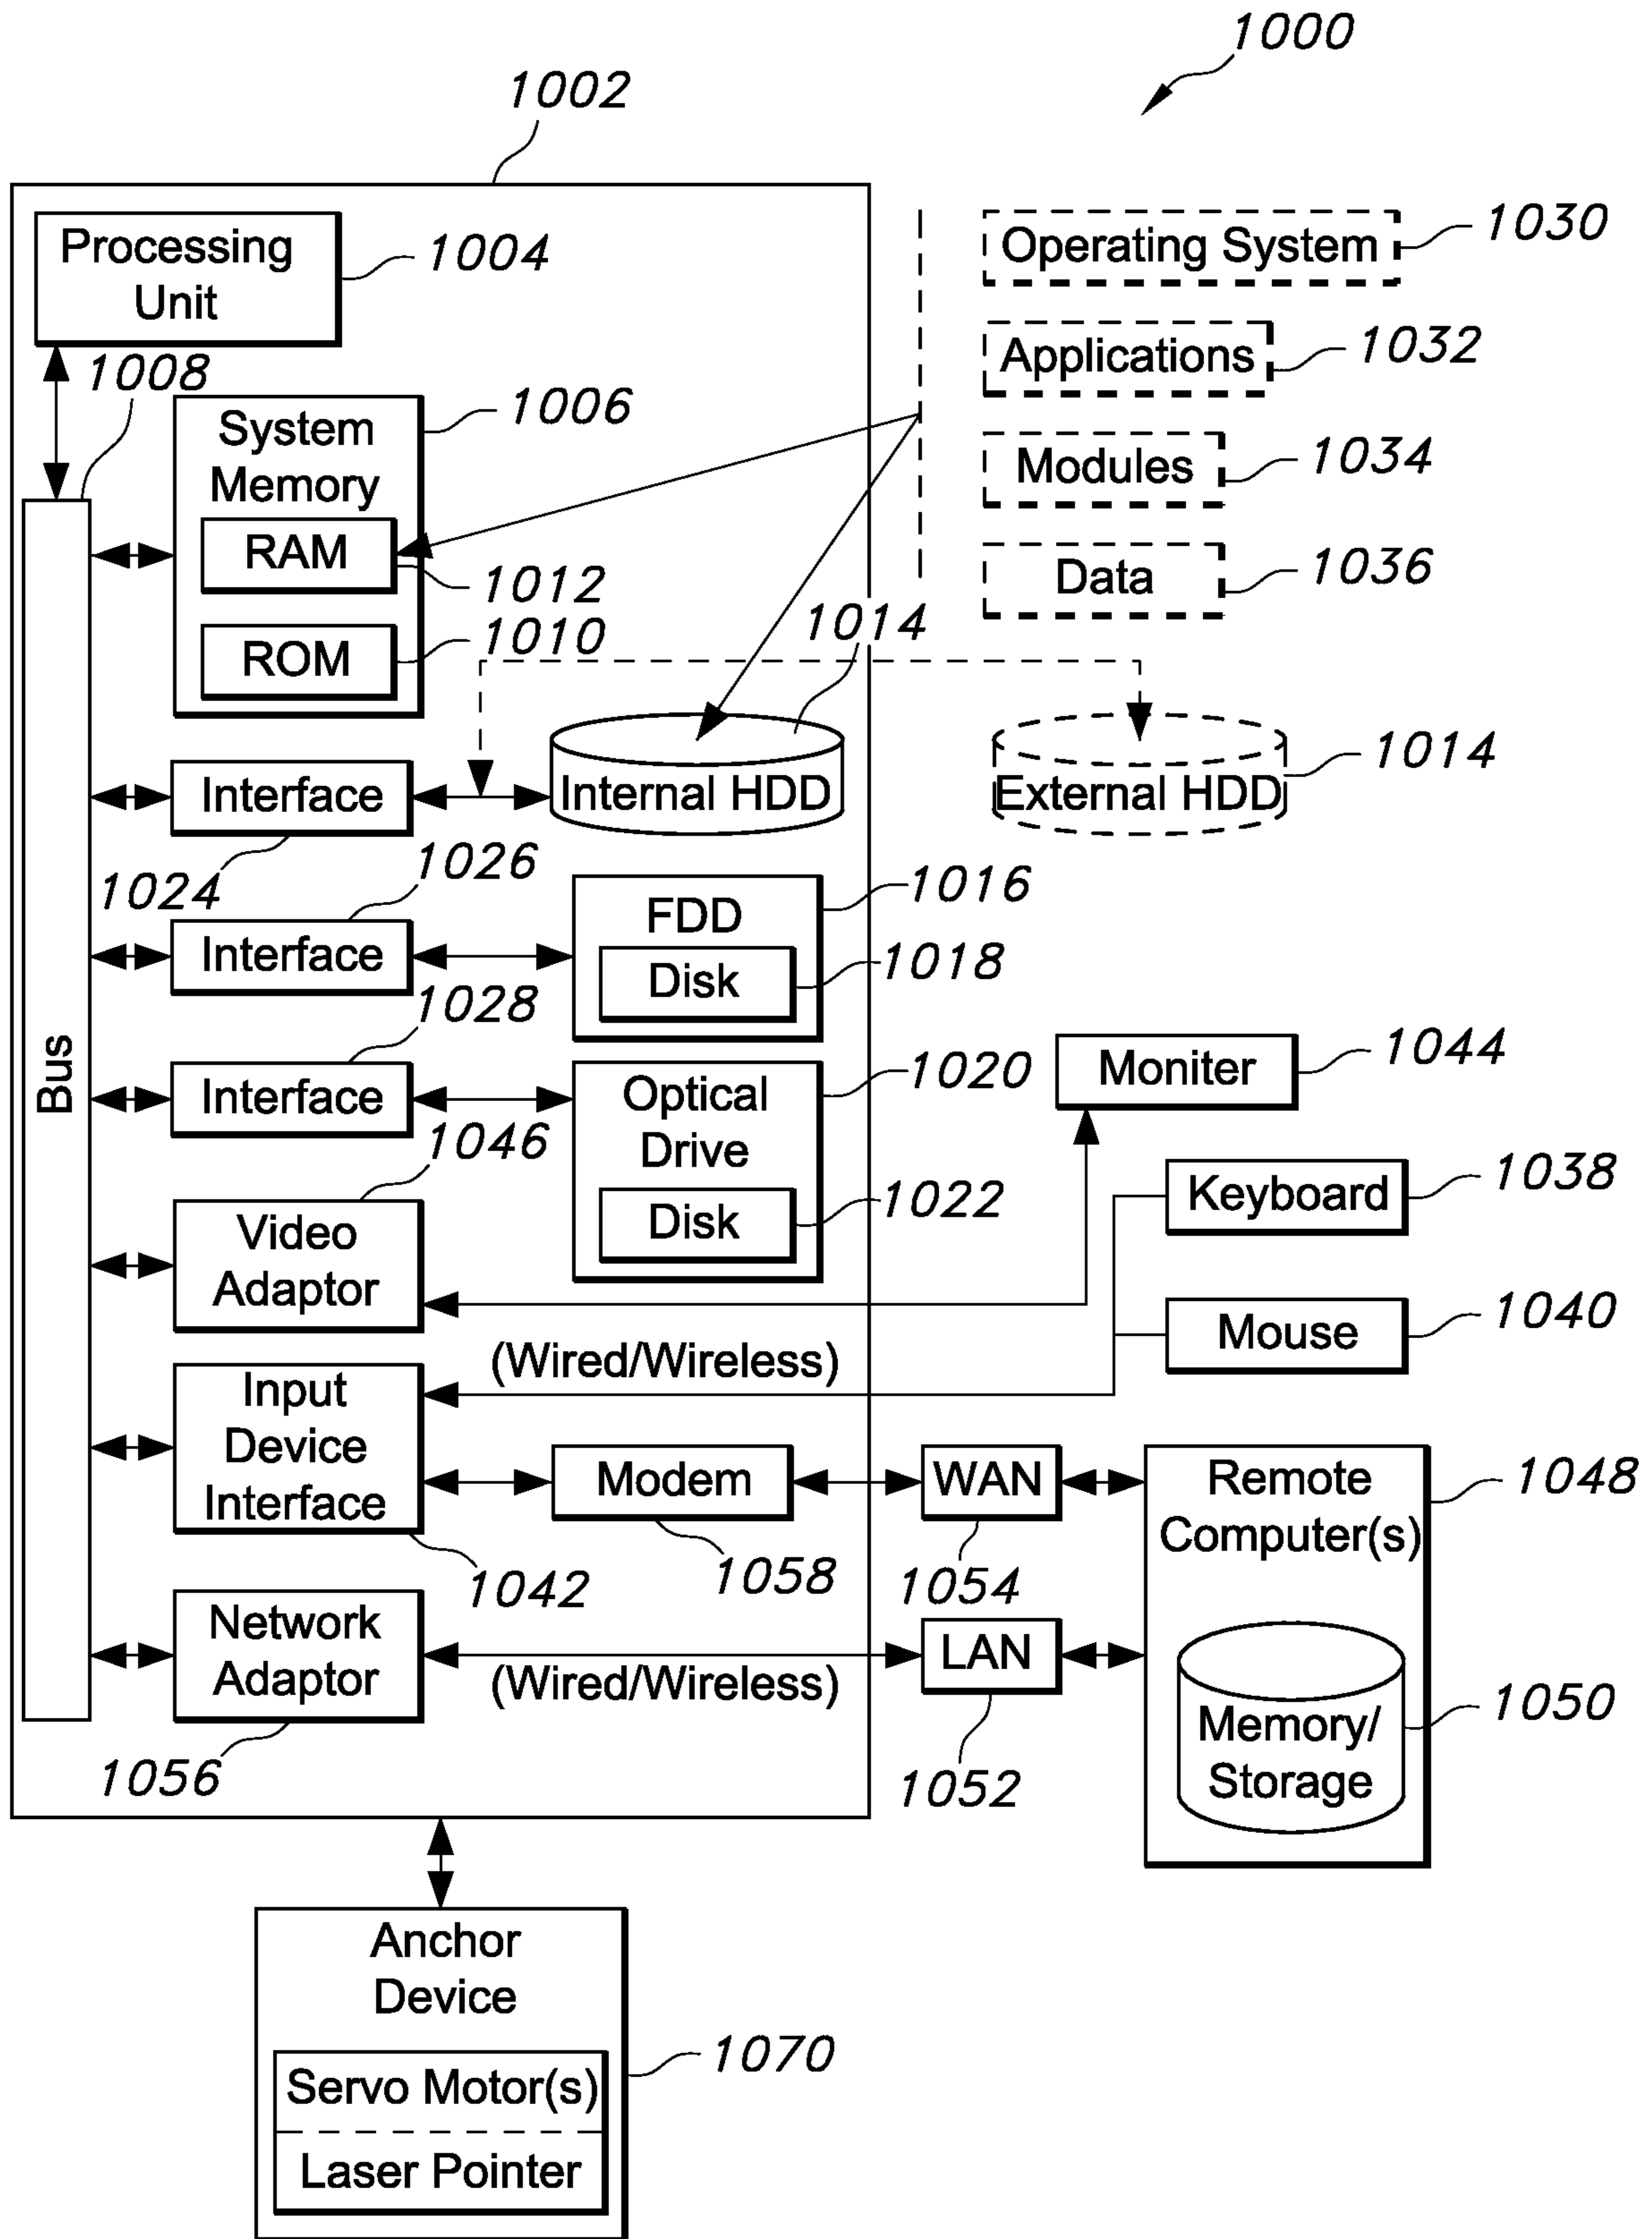 1000
1002
Processing
Unit
1004
1008
System
Memory
1006
RAM
1012
ROM
1010
Operating System
1030
Applications
1032
Modules
1034
Data
1036
1014
Interface
Internal HDD
External HDD
1014
1024
1026
Interface
FDD
1016
Disk
1018
1028
Interface
Optical
Drive
1020
Disk
1022
Bus
Moniter
1044
1046
Video
Adaptor
Keyboard
1038
Mouse
1040
(Wired/Wireless)
Input
Device
Interface
1042
Modem
1058
WAN
1054
Remote
Computer(s)
1048
Network
Adaptor
1056
(Wired/Wireless)
LAN
1052
Memory/
Storage
1050
Anchor
Device
1070
Servo Motor(s)
Laser Pointer